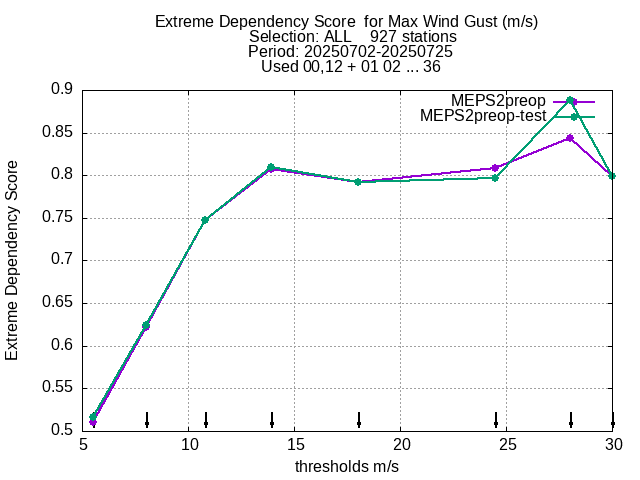 Extreme Dependency Score  for Max Wind Gust (m/s)
Selection: ALL    927 stations
Period: 20250702-20250725
Used 00,12 + 01 02 ... 36
MEPS2preop
MEPS2preop-test
Extreme Dependency Score
0.9
0.85
0.8
0.75
0.7
0.65
0.6
0.55
0.5
5 10 15 20 25 30
thresholds m/s